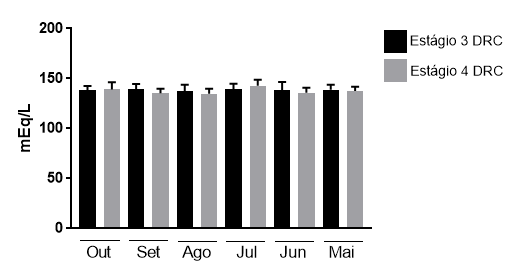 200
150
100
50
0
mEq/L
Out Set Ago Jul Jun Mai
Estágio 3 DRC
Estágio 4 DRC